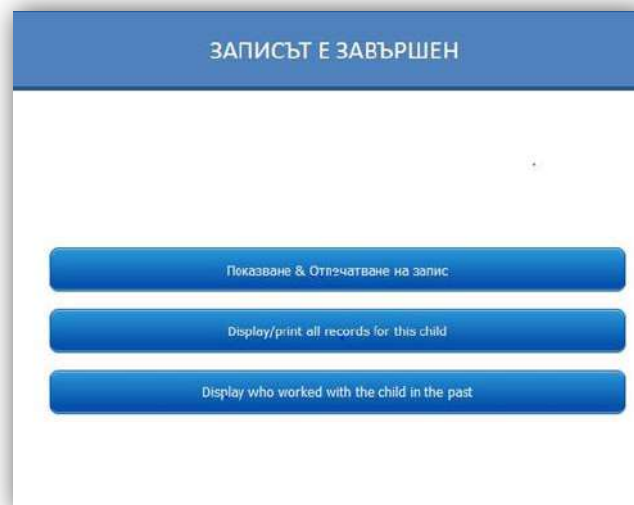 ЗАПИСЪТ Е ЗАВЪРШЕН
Показване & Отпечатване на запис
Display/print all records for this child
Display who worked with the child in the past